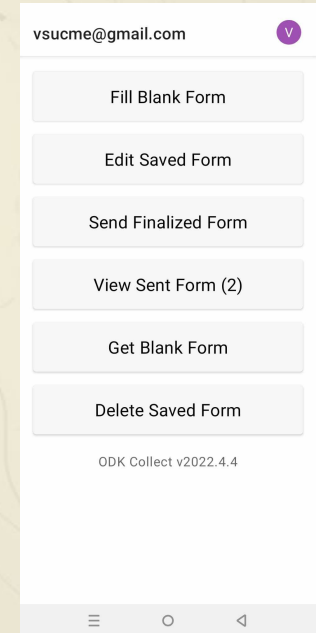 vsucme@gmail.com
V
Fill Blank Form
Edit Saved Form
Send Finalized Form
View Sent Form (2)
Get Blank Form
Delete Saved Form
ODK Collect v2022.4.4